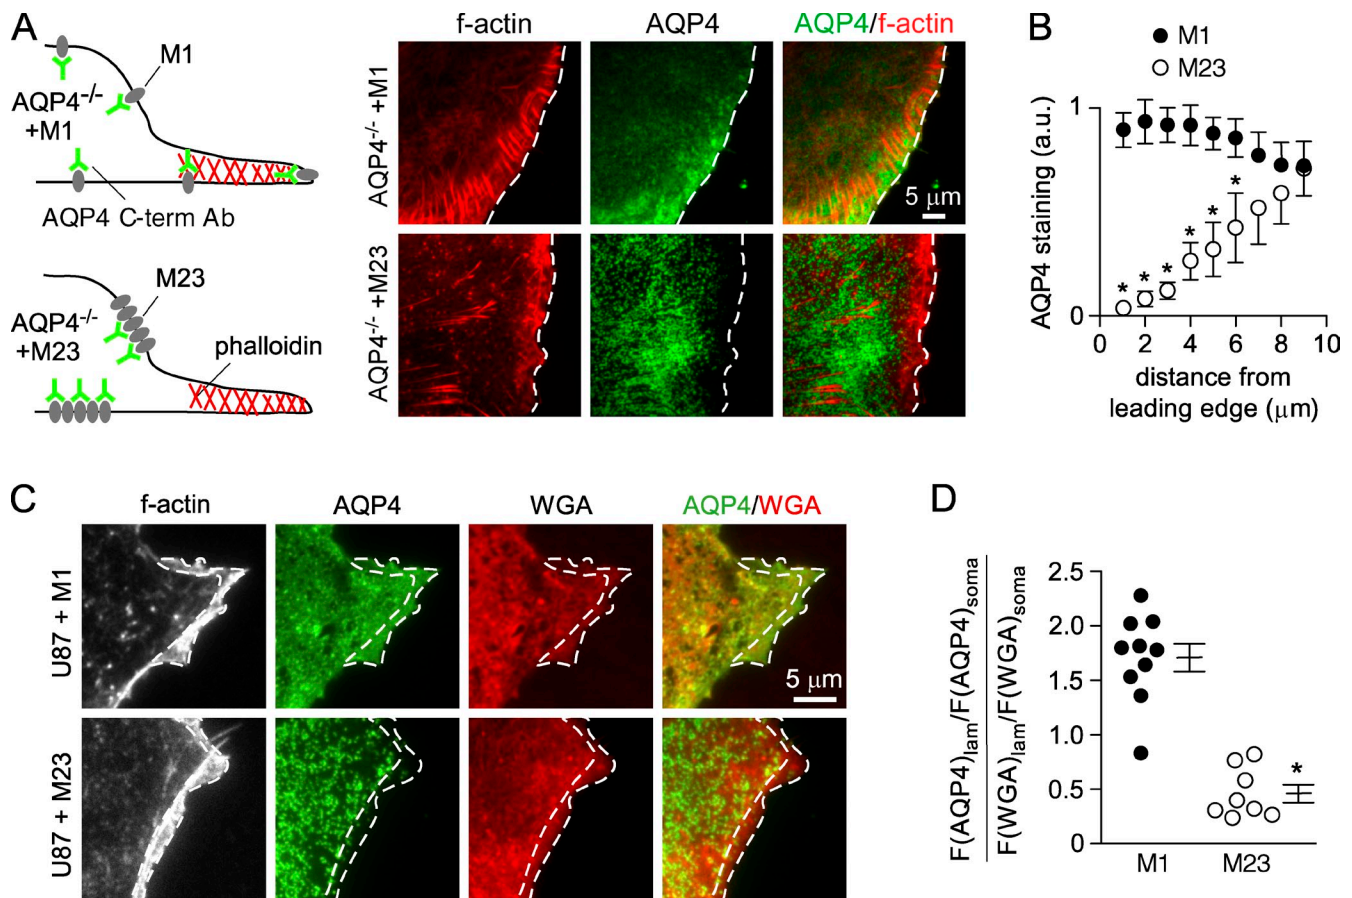 A
f-actin
AQP4
AQP4/f-actin
M1
AQP4-/-
+M1
AQP4 C-term Ab
AQP4-/- +M1
5 µm
M23
AQP4-/-
+M23
phalloidin
AQP4-/- +M23
B
M1
M23
AQP4 staining (a.u.)
1
* * * * * *
0
0 2 4 6 8 10
distance from
leading edge (µm)
C
f-actin
AQP4
WGA
AQP4/WGA
U87 + M1
5 µm
U87 + M23
D
F(AQP4)lam/F(AQP4)soma
F(WGA)lam/F(WGA)soma
2.5
2.0
1.5
1.0
0.5
0
*
M1 M23